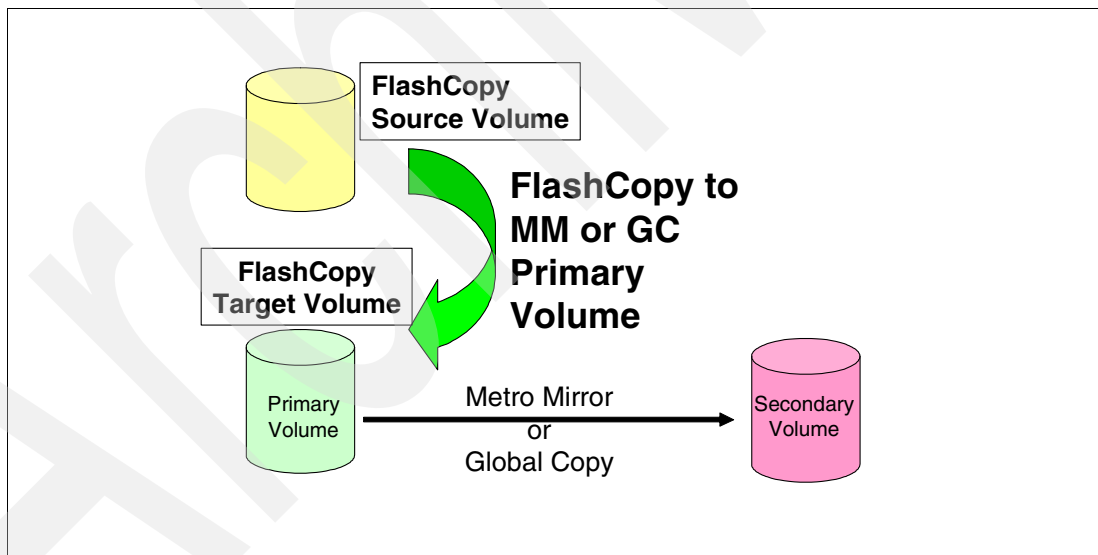 FlashCopy
Source Volume
FlashCopy to
MM or GC
Primary
Volume
FlashCopy
Target Volume
Primary
Volume
Metro Mirror
or
Global Copy
Secondary
Volume